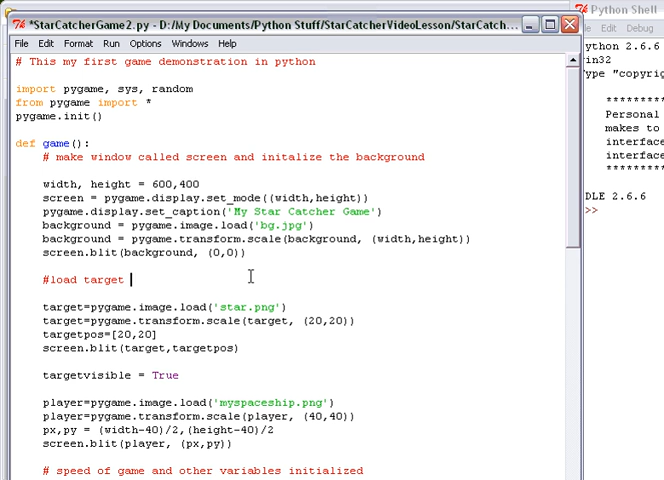 *StarCatcherGame2.py - D:/My Documents/Python Stuff/StarCatcherVideoLesson/StarCatch...
File Edit Format Run Options Windows Help
# This my first game demonstration in python
import pygame, sys, random
from pygame import *
pygame.init()
def game():
# make window called screen and initalize the background
width, height = 600,400
screen = pygame.display.set_mode((width,height))
pygame.display.set_caption('My Star Catcher Game')
background = pygame.image.load('bg.jpg')
background = pygame.transform.scale(background, (width,height))
screen.blit(background, (0,0))
#load target
target=pygame.image.load('star.png')
target=pygame.transform.scale(target, (20,20))
targetpos=[20,20]
screen.blit(target,targetpos)
targetvisible = True
player=pygame.image.load('myspaceship.png')
player=pygame.transform.scale(player, (40,40))
px,py = (width-40)/2,(height-40)/2
screen.blit(player, (px,py))
# speed of game and other variables initialized
Python Shell
Edit Debug
ython 2.6.6
in32
ype "copyrig
*********
Personal
makes to
interface
interface
*********
DLE 2.6.6
>>